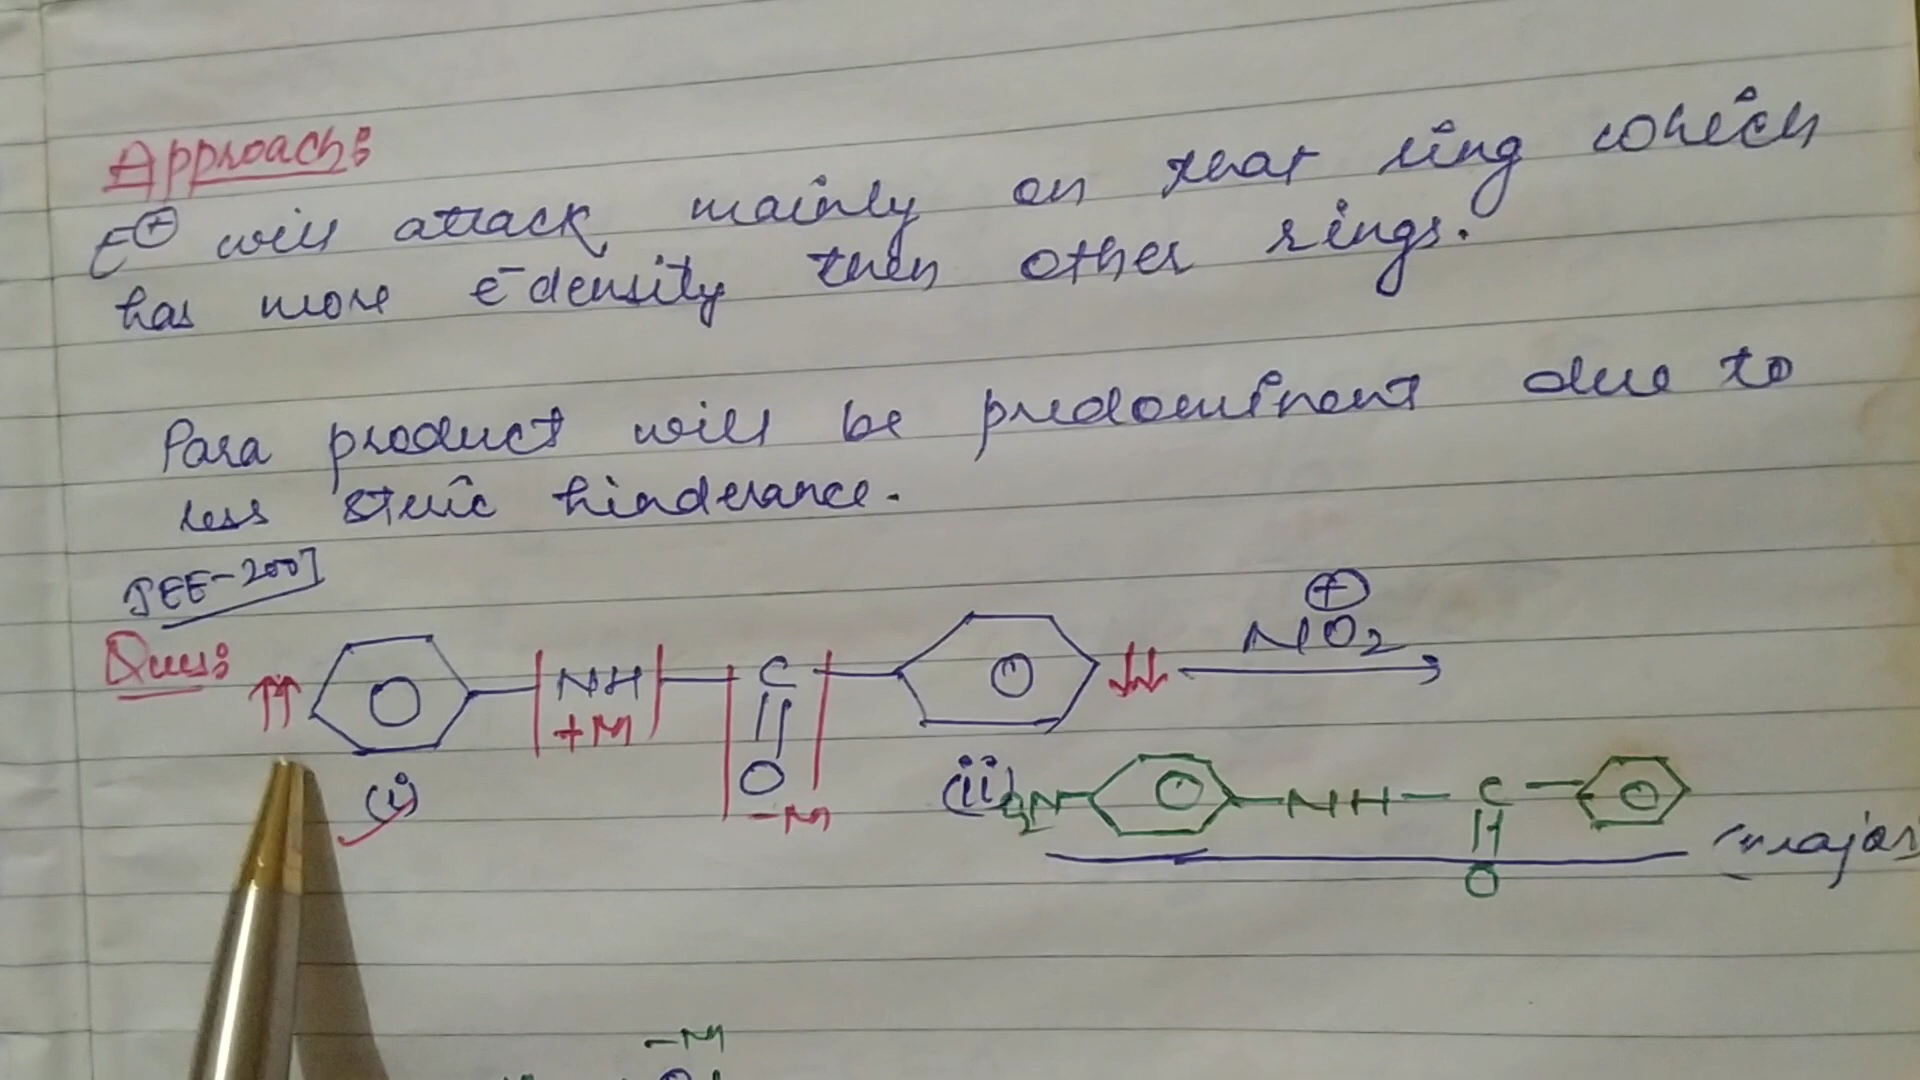 Approach:
E⊕ will attack mainly on that ring which
has more e⁻density then other rings.
Para product will be predominent due to
less steric hinderance.
JEE-2007
Ques: ↑↑ NH C ↓↓ NO₂ ⊕
+M O -M
(i) (ii) O₂N NH C
O (major)
-M